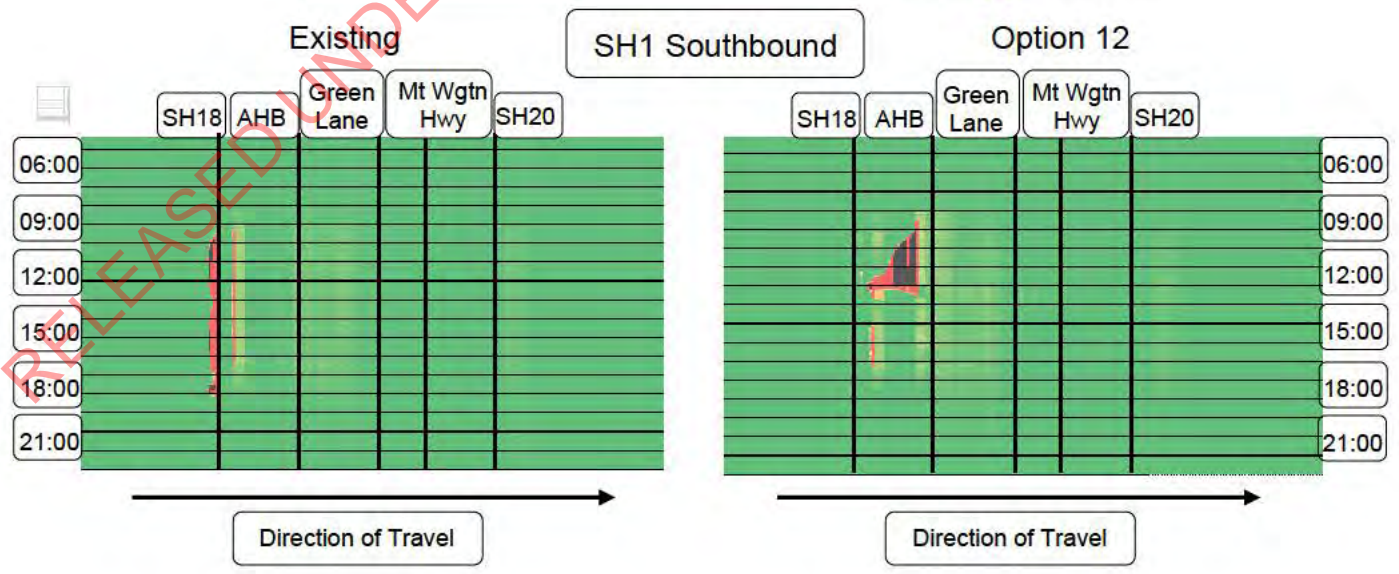 Existing
SH1 Southbound
Option 12
SH18
AHB
Green
Lane
Mt Wgtn
Hwy
SH20
SH18
AHB
Green
Lane
Mt Wgtn
Hwy
SH20
06:00
09:00
12:00
15:00
18:00
21:00
06:00
09:00
12:00
15:00
18:00
21:00
Direction of Travel
Direction of Travel
RELEASED UNDE